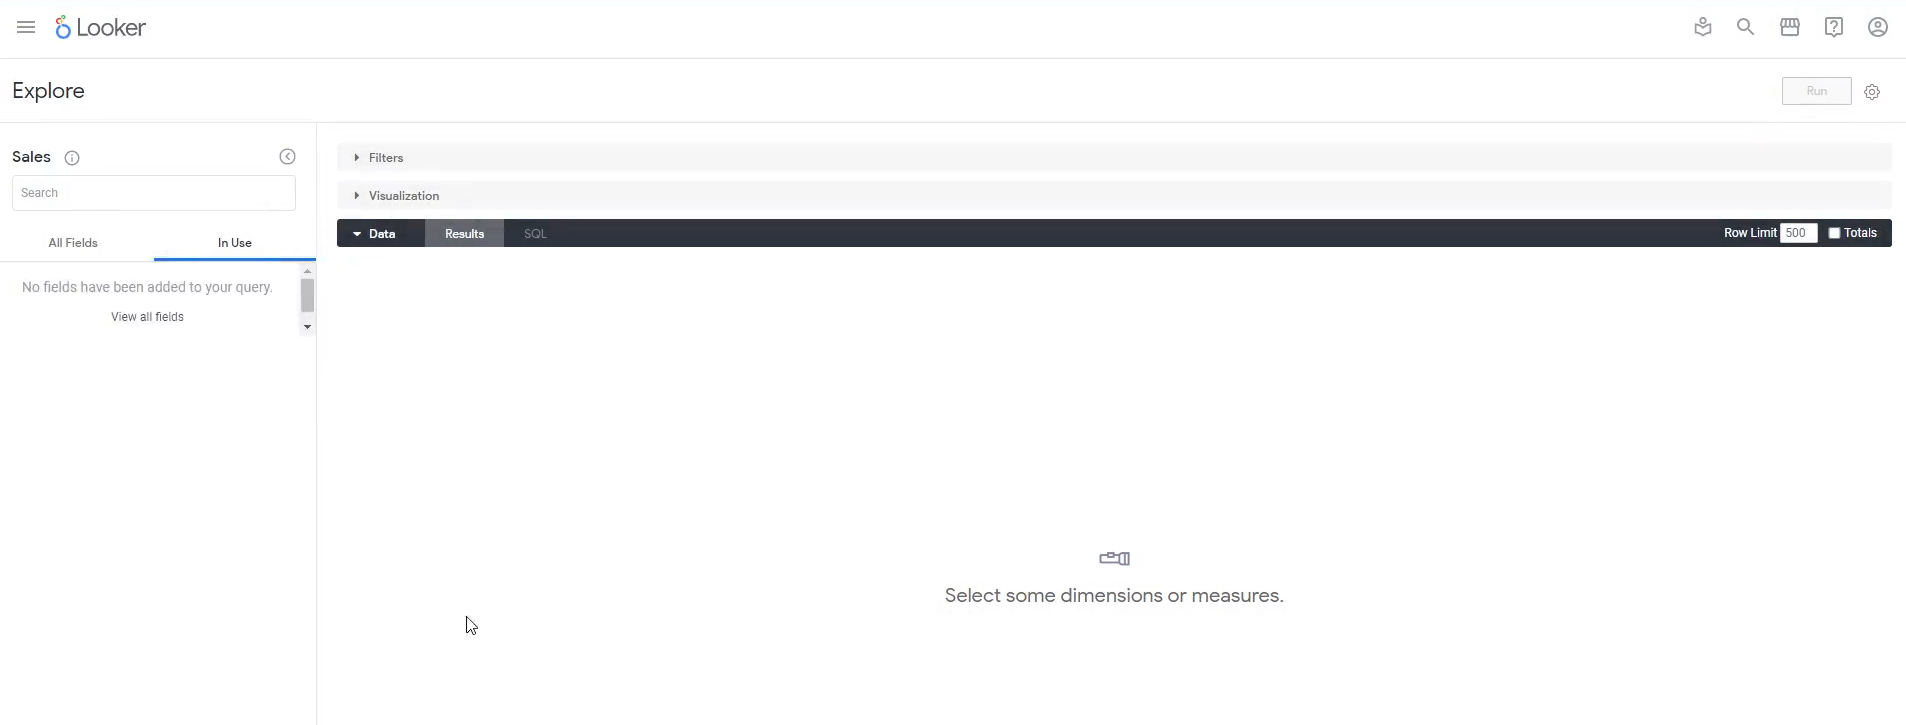 Looker
Explore
Run
Sales
Search
All Fields
In Use
No fields have been added to your query.
View all fields
Filters
Visualization
Data
Results
SQL
Row Limit 500
Totals
Select some dimensions or measures.